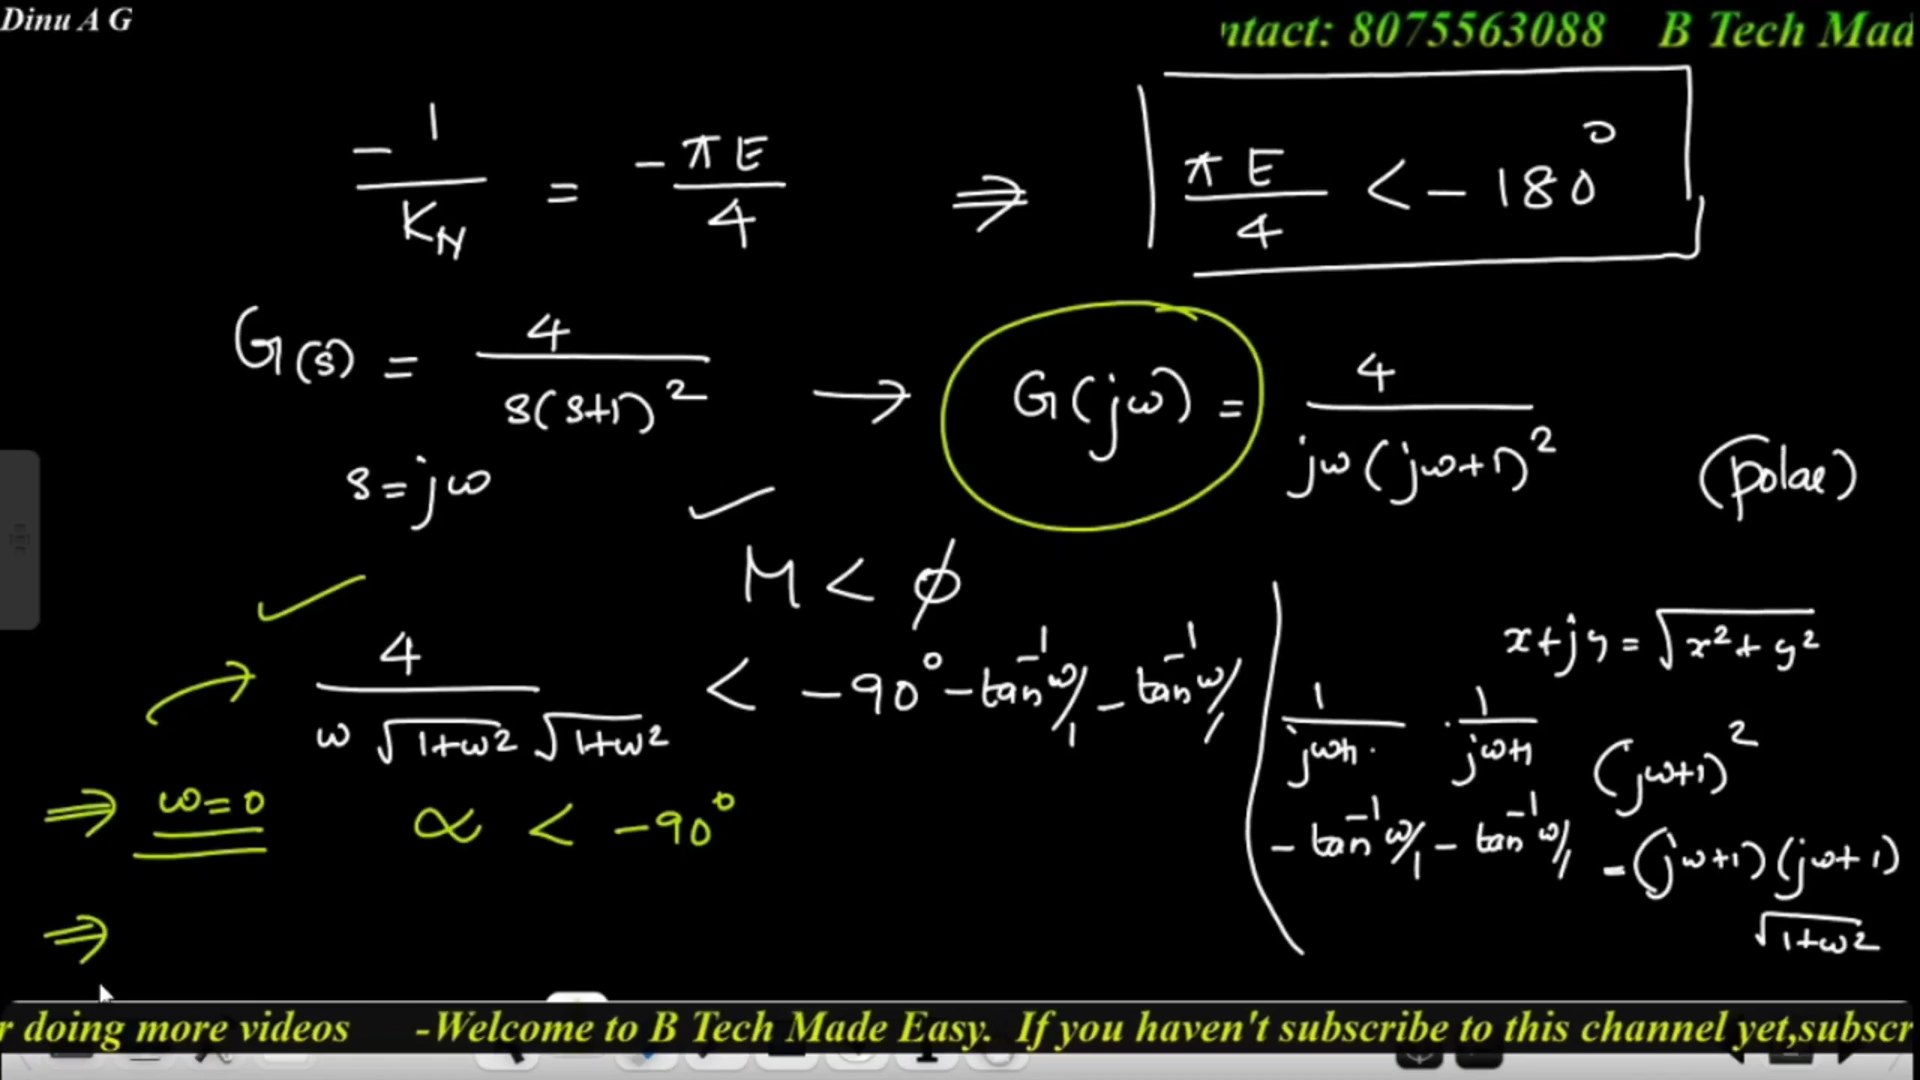 Dinu A G
ntact: 8075563088 B Tech Mad
-1/K_N = -πE/4 ⇒ πE/4 < -180°
G(s) = 4/s(s+1)² → G(jω) = 4/jω(jω+1)² (polar)
s=jω
M < ϕ
x+jy = √x²+y²
4/ω√1+ω² √1+ω² < -90° - tan⁻¹ω/1 - tan⁻¹ω/1
1/jω+1 · 1/jω+1 (jω+1)²
⇒ ω=0 ∝ < -90°
- tan⁻¹ω/1 - tan⁻¹ω/1 = (jω+1)(jω+1)
√1+ω²
⇒
r doing more videos -Welcome to B Tech Made Easy. If you haven't subscribe to this channel yet,subscr